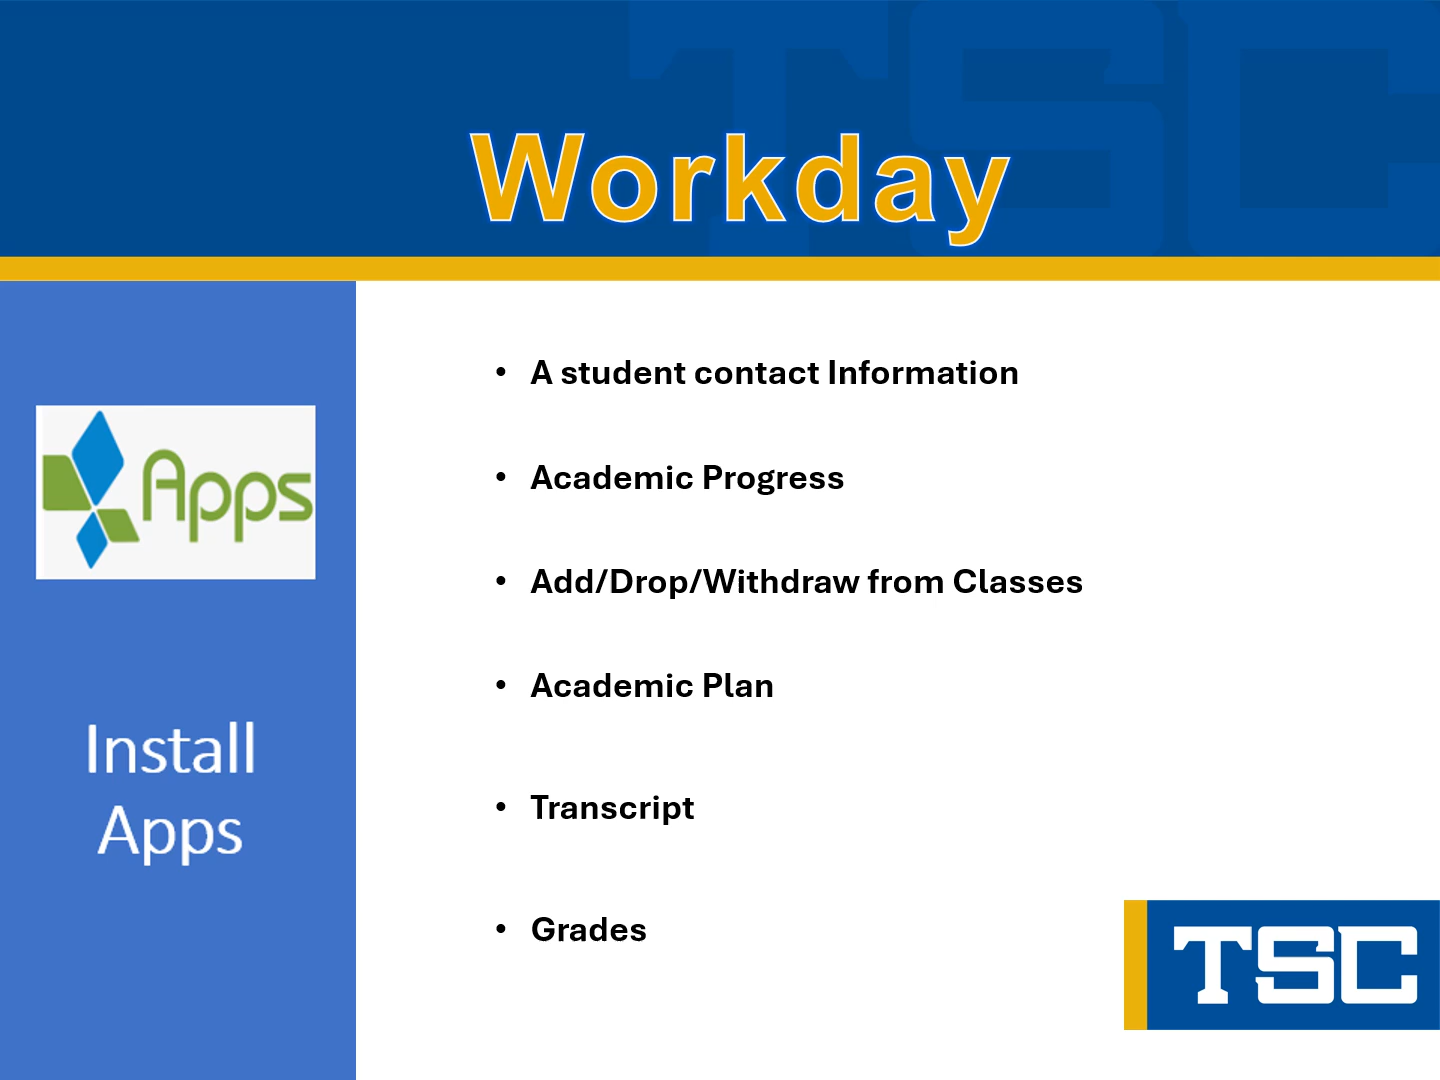 TSC
Workday
Apps
Install
Apps
• A student contact Information
• Academic Progress
• Add/Drop/Withdraw from Classes
• Academic Plan
• Transcript
• Grades
TSC